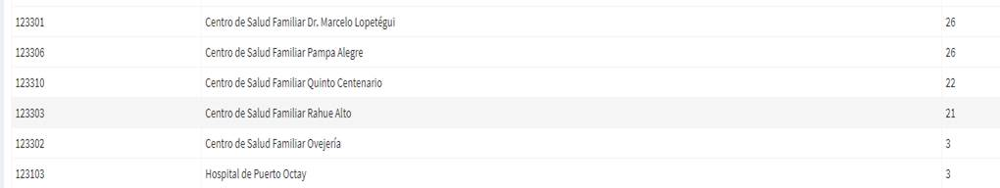 123301 Centro de Salud Familiar Dr. Marcelo Lopetégui 26
123306 Centro de Salud Familiar Pampa Alegre 26
123310 Centro de Salud Familiar Quinto Centenario 22
123303 Centro de Salud Familiar Rahue Alto 21
123302 Centro de Salud Familiar Ovejería 3
123103 Hospital de Puerto Octay 3